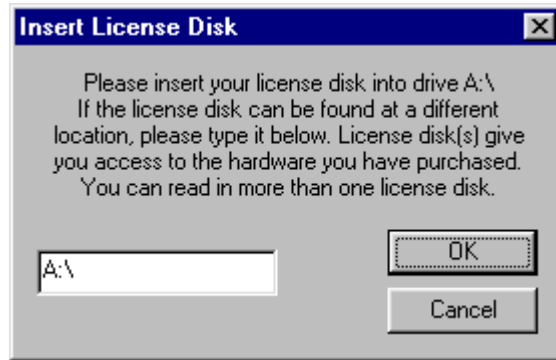 Insert License Disk
Please insert your license disk into drive A:\
If the license disk can be found at a different
location, please type it below. License disk(s) give
you access to the hardware you have purchased.
You can read in more than one license disk.
A:\
OK
Cancel